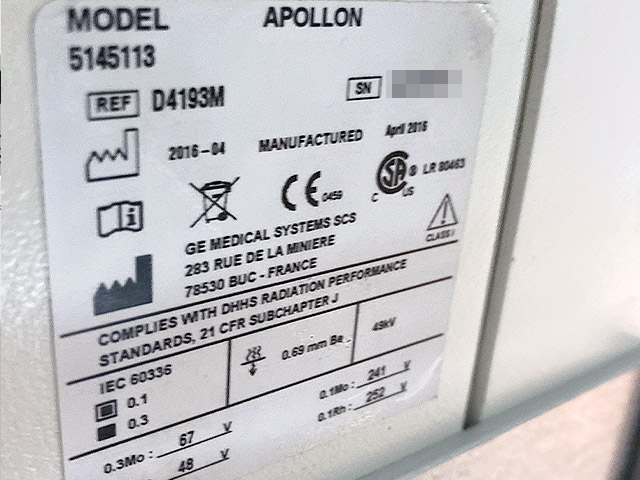 MODEL APOLLON
5145113
REF D4193M SN
2016-04 MANUFACTURED April 2016
CE 0459 CSA® C US LR 80463
i
GE MEDICAL SYSTEMS SCS
283 RUE DE LA MINIERE
78530 BUC - FRANCE
CLASS I
COMPLIES WITH DHHS RADIATION PERFORMANCE
STANDARDS, 21 CFR SUBCHAPTER J
IEC 60336
0.69 mm Be
49kV
0.1
0.3
0.1Mo : 241 V
0.1Rh : 252 V
0.3Mo : 67 V
48 V